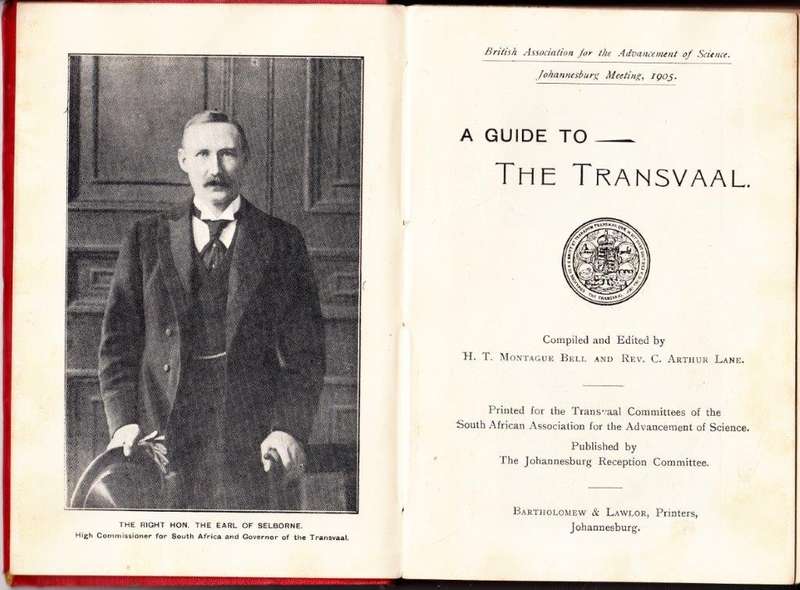 THE RIGHT HON. THE EARL OF SELBORNE.
High Commissioner for South Africa and Governor of the Transvaal.
British Association for the Advancement of Science.
Johannesburg Meeting, 1905.
A GUIDE TO —
THE TRANSVAAL.
Compiled and Edited by
H. T. MONTAGUE BELL AND REV. C. ARTHUR LANE.
Printed for the Transvaal Committees of the
South African Association for the Advancement of Science.
Published by
The Johannesburg Reception Committee.
BARTHOLOMEW & LAWLOR, Printers,
Johannesburg.